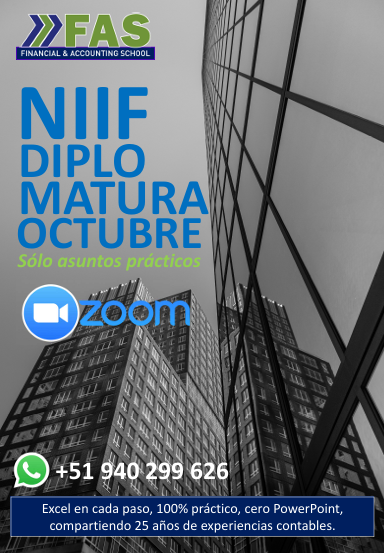 FAS
FINANCIAL & ACCOUNTING SCHOOL
NIIF
DIPLO
MATURA
OCTUBRE
Sólo asuntos prácticos
zoom
+51 940 299 626
Excel en cada paso, 100% práctico, cero PowerPoint,
compartiendo 25 años de experiencias contables.